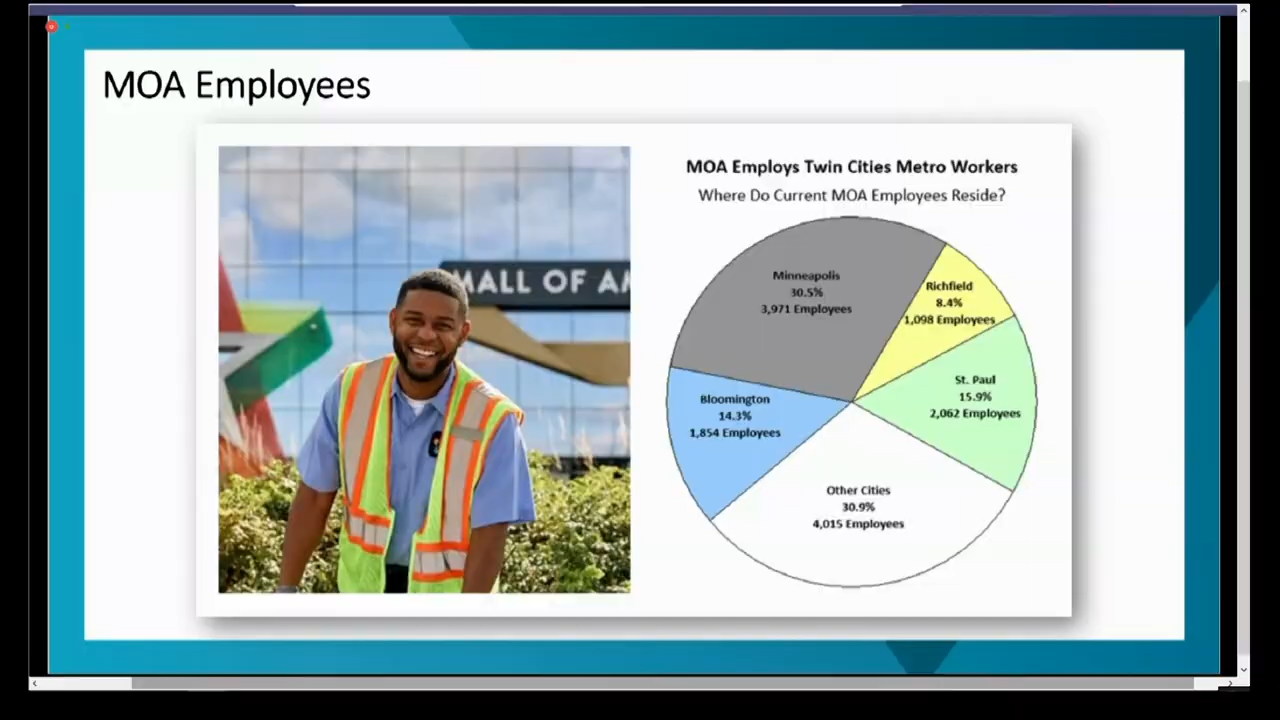 MOA Employees
MALL OF AM
MOA Employs Twin Cities Metro Workers
Where Do Current MOA Employees Reside?
Minneapolis
30.5%
3,971 Employees
Richfield
8.4%
1,098 Employees
St. Paul
15.9%
2,062 Employees
Bloomington
14.3%
1,854 Employees
Other Cities
30.9%
4,015 Employees